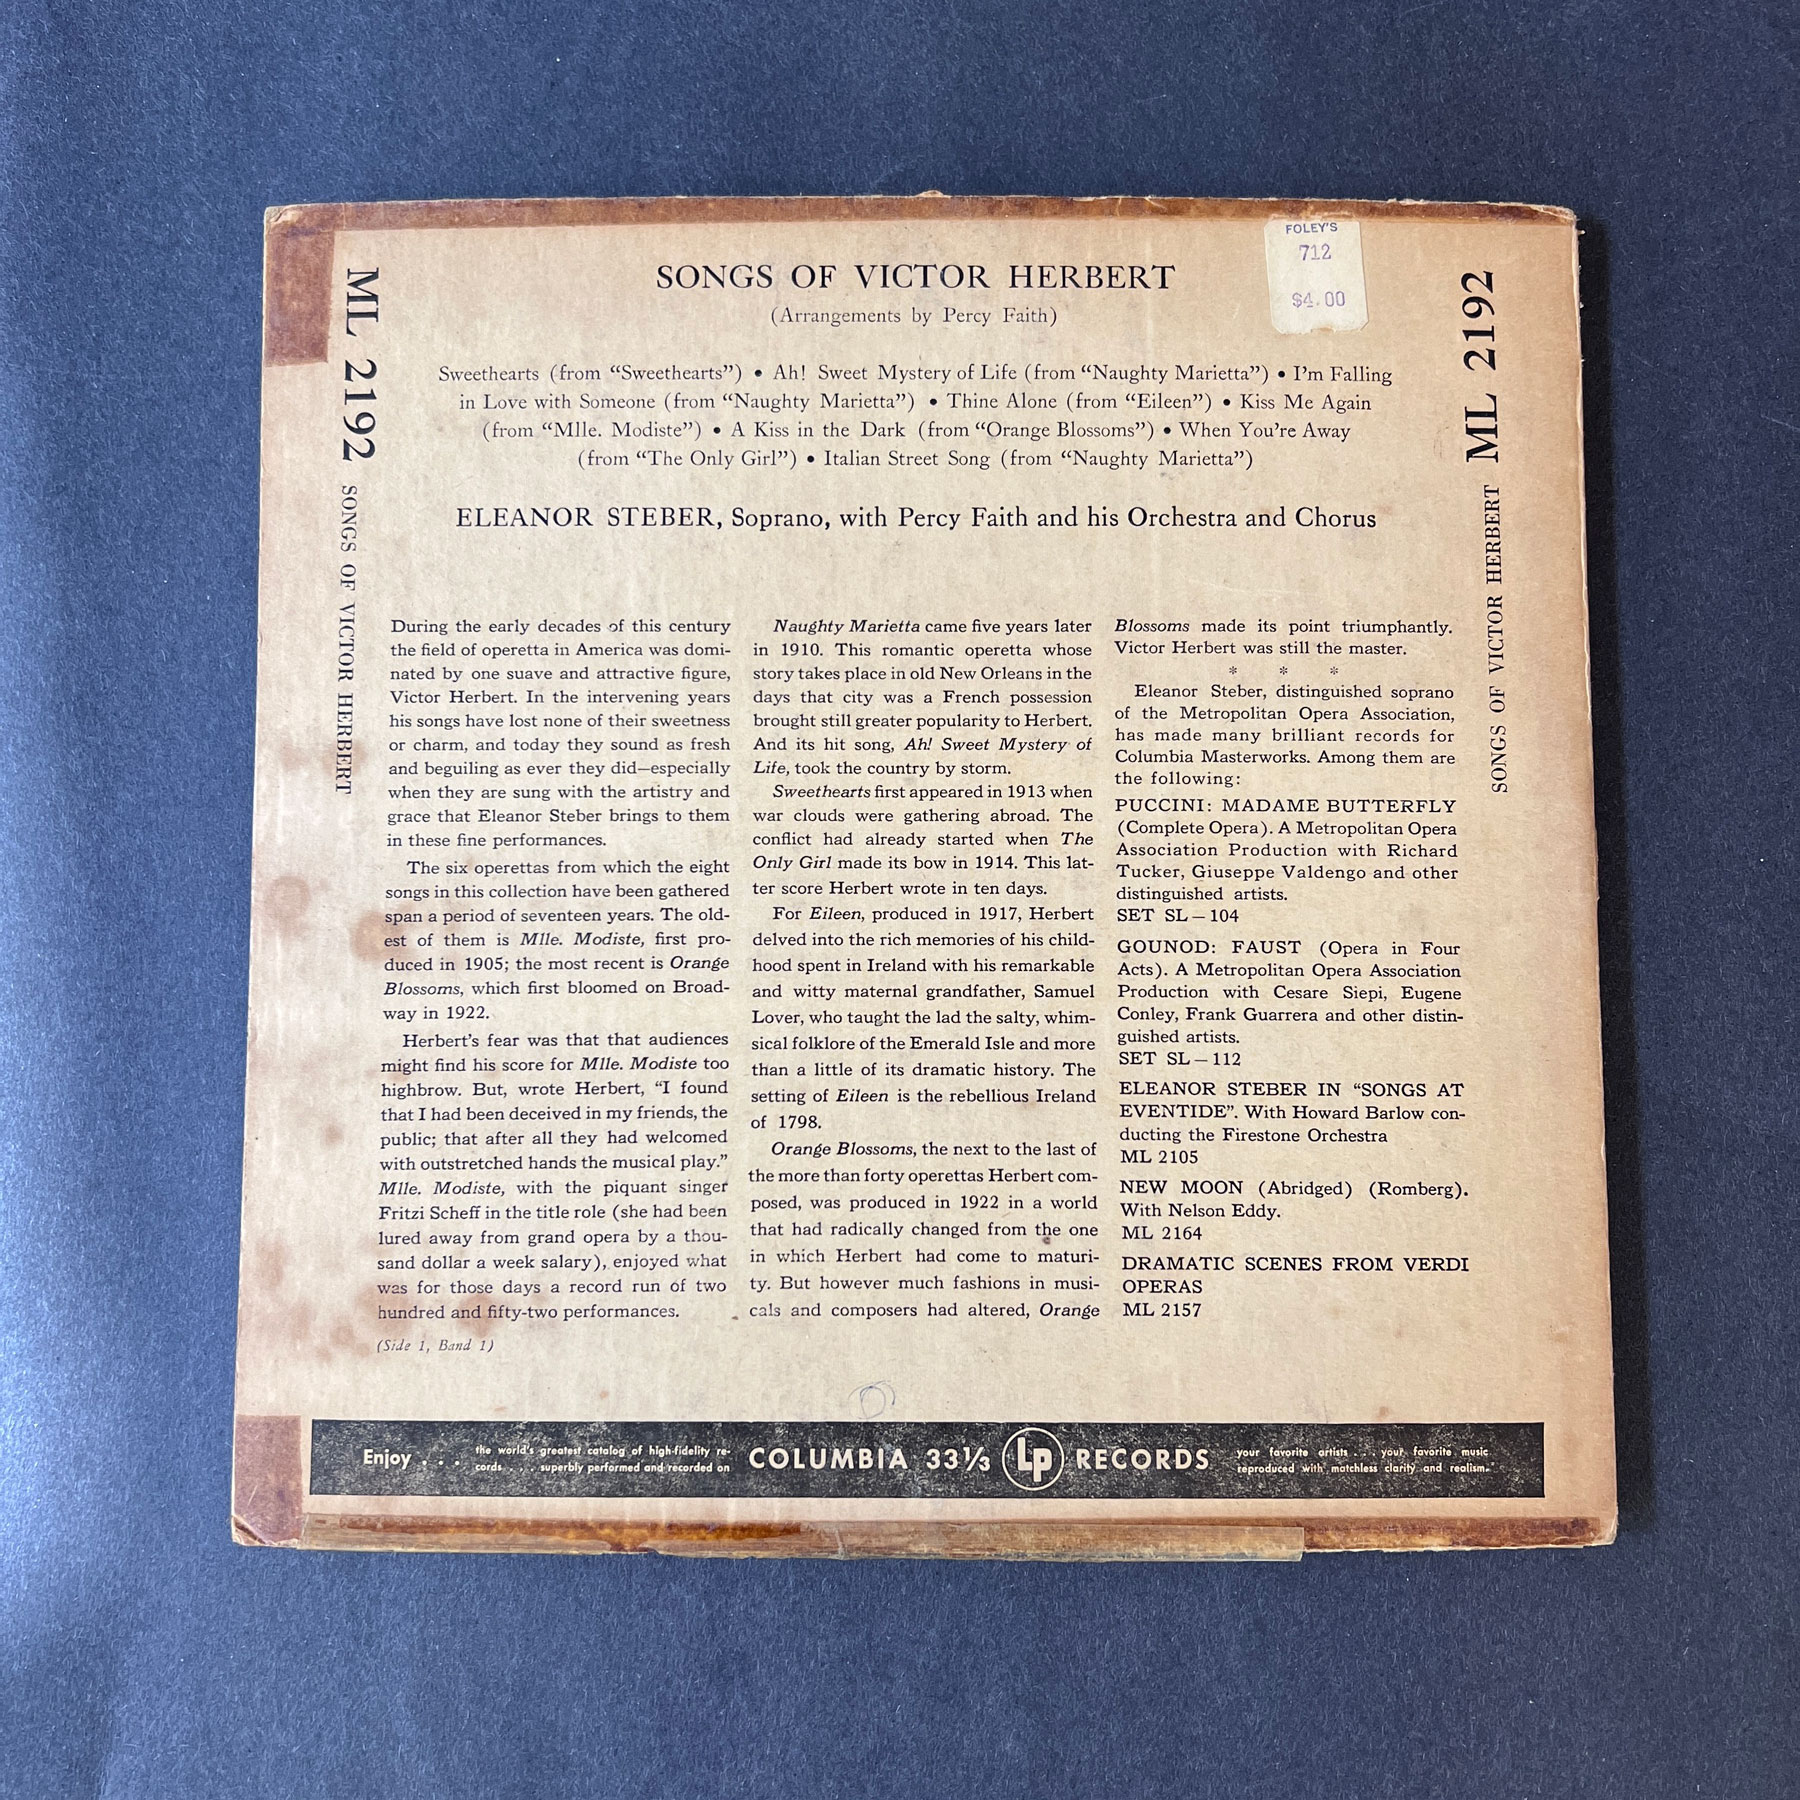 FOLEY'S
712
$4.00
SONGS OF VICTOR HERBERT
(Arrangements by Percy Faith)
Sweethearts (from “Sweethearts”) • Ah! Sweet Mystery of Life (from “Naughty Marietta”) • I'm Falling
in Love with Someone (from “Naughty Marietta”) • Thine Alone (from “Eileen”) • Kiss Me Again
(from “Mlle. Modiste”) • A Kiss in the Dark (from “Orange Blossoms”) • When You're Away
(from “The Only Girl”) • Italian Street Song (from “Naughty Marietta”)
ELEANOR STEBER, Soprano, with Percy Faith and his Orchestra and Chorus
ML 2192 SONGS OF VICTOR HERBERT
During the early decades of this century
the field of operetta in America was domi-
nated by one suave and attractive figure,
Victor Herbert. In the intervening years
his songs have lost none of their sweetness
or charm, and today they sound as fresh
and beguiling as ever they did—especially
when they are sung with the artistry and
grace that Eleanor Steber brings to them
in these fine performances.
The six operettas from which the eight
songs in this collection have been gathered
span a period of seventeen years. The old-
est of them is Mlle. Modiste, first pro-
duced in 1905; the most recent is Orange
Blossoms, which first bloomed on Broad-
way in 1922.
Herbert's fear was that that audiences
might find his score for Mlle. Modiste too
highbrow. But, wrote Herbert, “I found
that I had been deceived in my friends, the
public; that after all they had welcomed
with outstretched hands the musical play.”
Mlle. Modiste, with the piquant singer
Fritzi Scheff in the title role (she had been
lured away from grand opera by a thou-
sand dollar a week salary), enjoyed what
was for those days a record run of two
hundred and fifty-two performances.
(Side 1, Band 1)
Naughty Marietta came five years later
in 1910. This romantic operetta whose
story takes place in old New Orleans in the
days that city was a French possession
brought still greater popularity to Herbert.
And its hit song, Ah! Sweet Mystery of
Life, took the country by storm.
Sweethearts first appeared in 1913 when
war clouds were gathering abroad. The
conflict had already started when The
Only Girl made its bow in 1914. This lat-
ter score Herbert wrote in ten days.
For Eileen, produced in 1917, Herbert
delved into the rich memories of his child-
hood spent in Ireland with his remarkable
and witty maternal grandfather, Samuel
Lover, who taught the lad the salty, whim-
sical folklore of the Emerald Isle and more
than a little of its dramatic history. The
setting of Eileen is the rebellious Ireland
of 1798.
Orange Blossoms, the next to the last of
the more than forty operettas Herbert com-
posed, was produced in 1922 in a world
that had radically changed from the one
in which Herbert had come to maturi-
ty. But however much fashions in musi-
cals and composers had altered, Orange
Blossoms made its point triumphantly.
Victor Herbert was still the master.
* * *
Eleanor Steber, distinguished soprano
of the Metropolitan Opera Association,
has made many brilliant records for
Columbia Masterworks. Among them are
the following:
PUCCINI: MADAME BUTTERFLY
(Complete Opera). A Metropolitan Opera
Association Production with Richard
Tucker, Giuseppe Valdengo and other
distinguished artists.
SET SL–104
GOUNOD: FAUST (Opera in Four
Acts). A Metropolitan Opera Association
Production with Cesare Siepi, Eugene
Conley, Frank Guarrera and other distin-
guished artists.
SET SL–112
ELEANOR STEBER IN “SONGS AT
EVENTIDE”. With Howard Barlow con-
ducting the Firestone Orchestra
ML 2105
NEW MOON (Abridged) (Romberg).
With Nelson Eddy.
ML 2164
DRAMATIC SCENES FROM VERDI
OPERAS
ML 2157
SONGS OF VICTOR HERBERT ML 2192
Enjoy . . . the world's greatest catalog of high-fidelity re-
cords . . . superbly performed and recorded on
COLUMBIA 33⅓ LP RECORDS
your favorite artists . . . your favorite music
reproduced with matchless clarity and realism.